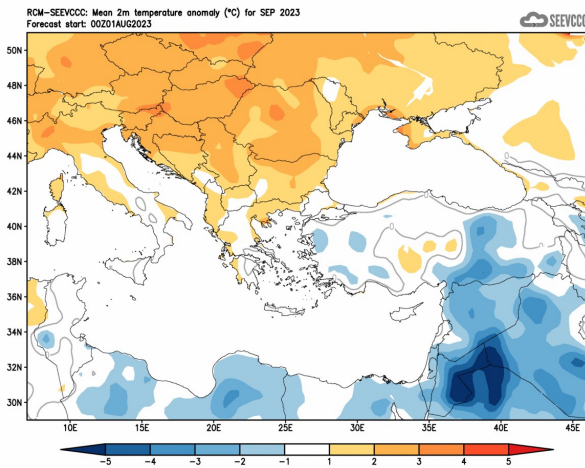 RCM-SEEVCCC: Mean 2m temperature anomaly (°C) for SEP 2023
Forecast start: 00Z01AUG2023
SEEVCCC
50N
48N
46N
44N
42N
40N
38N
36N
34N
32N
30N
10E 15E 20E 25E 30E 35E 40E 45E
-5 -4 -3 -2 -1 1 2 3 4 5